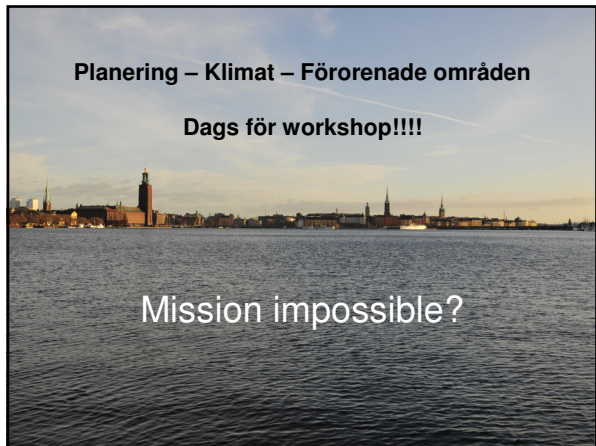 Planering – Klimat – Förorenade områden
Dags för workshop!!!!
Mission impossible?